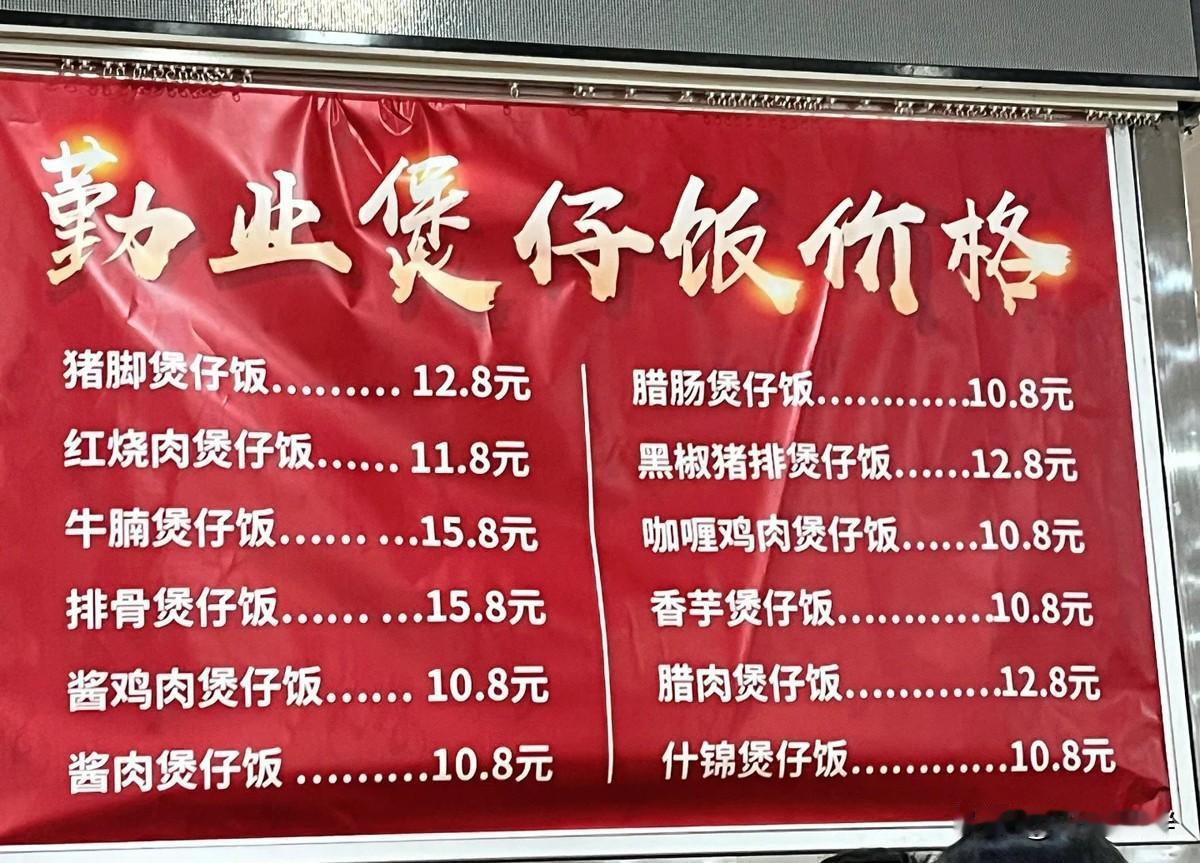 勤业煲仔饭价格
猪脚煲仔饭......... 12.8元
红烧肉煲仔饭...... 11.8元
牛腩煲仔饭...... ...15.8元
排骨煲仔饭...... ...15.8元
酱鸡肉煲仔饭...... 10.8元
酱肉煲仔饭 .........10.8元
腊肠煲仔饭............10.8元
黑椒猪排煲仔饭......12.8元
咖喱鸡肉煲仔饭......10.8元
香芋煲仔饭............10.8元
腊肉煲仔饭............12.8元
什锦煲仔饭............10.8元